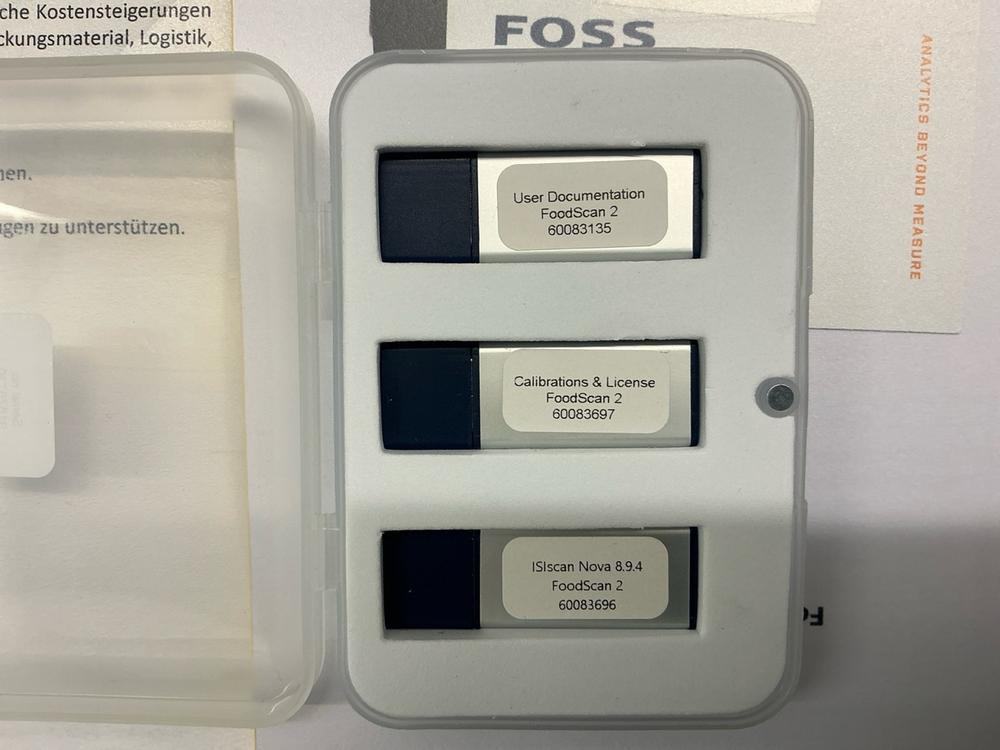 che Kostensteigerungen
ckungsmaterial, Logistik,
nen.
gen zu unterstützen.
FOSS
ANALYTICS BEYOND MEASURE
User Documentation
FoodScan 2
60083135
Calibrations & License
FoodScan 2
60083697
ISIscan Nova 8.9.4
FoodScan 2
60083696